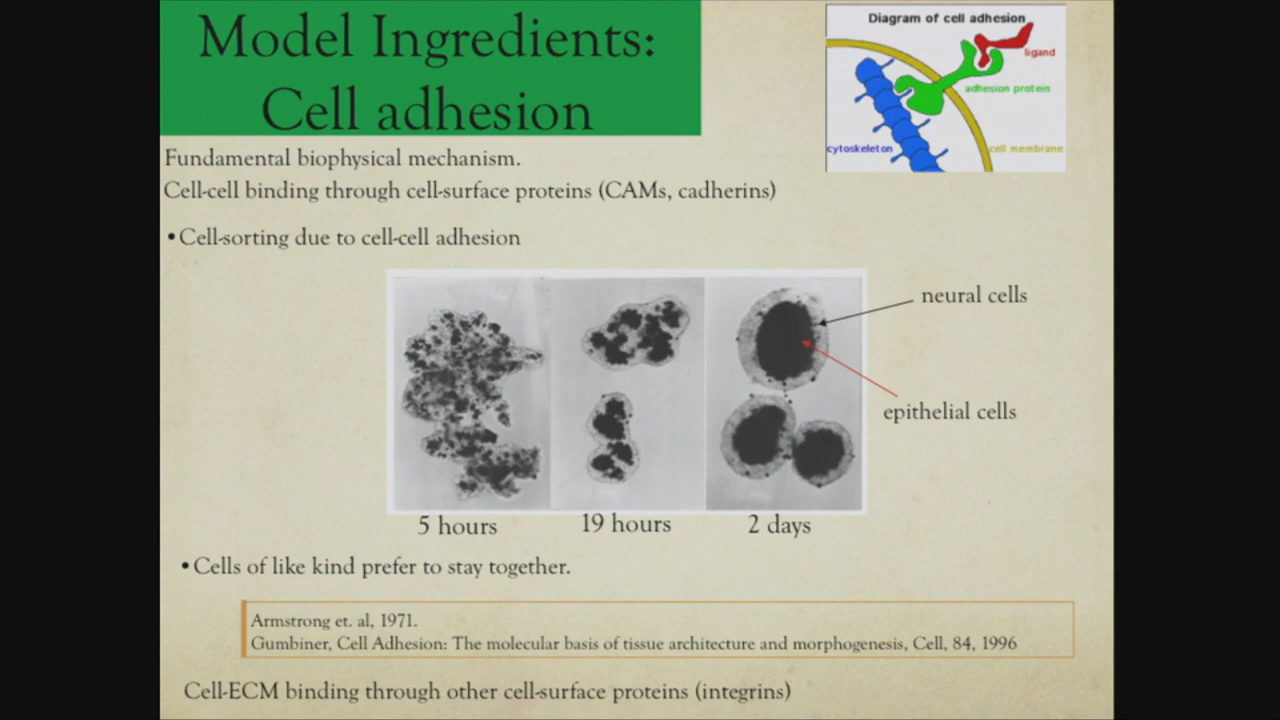 Model Ingredients:
Cell adhesion
Diagram of cell adhesion
ligand
adhesion protein
cytoskeleton
cell membrane
Fundamental biophysical mechanism.
Cell-cell binding through cell-surface proteins (CAMs, cadherins)
•Cell-sorting due to cell-cell adhesion
neural cells
epithelial cells
5 hours
19 hours
2 days
•Cells of like kind prefer to stay together.
Armstrong et. al, 1971.
Gumbiner, Cell Adhesion: The molecular basis of tissue architecture and morphogenesis, Cell, 84, 1996
Cell-ECM binding through other cell-surface proteins (integrins)